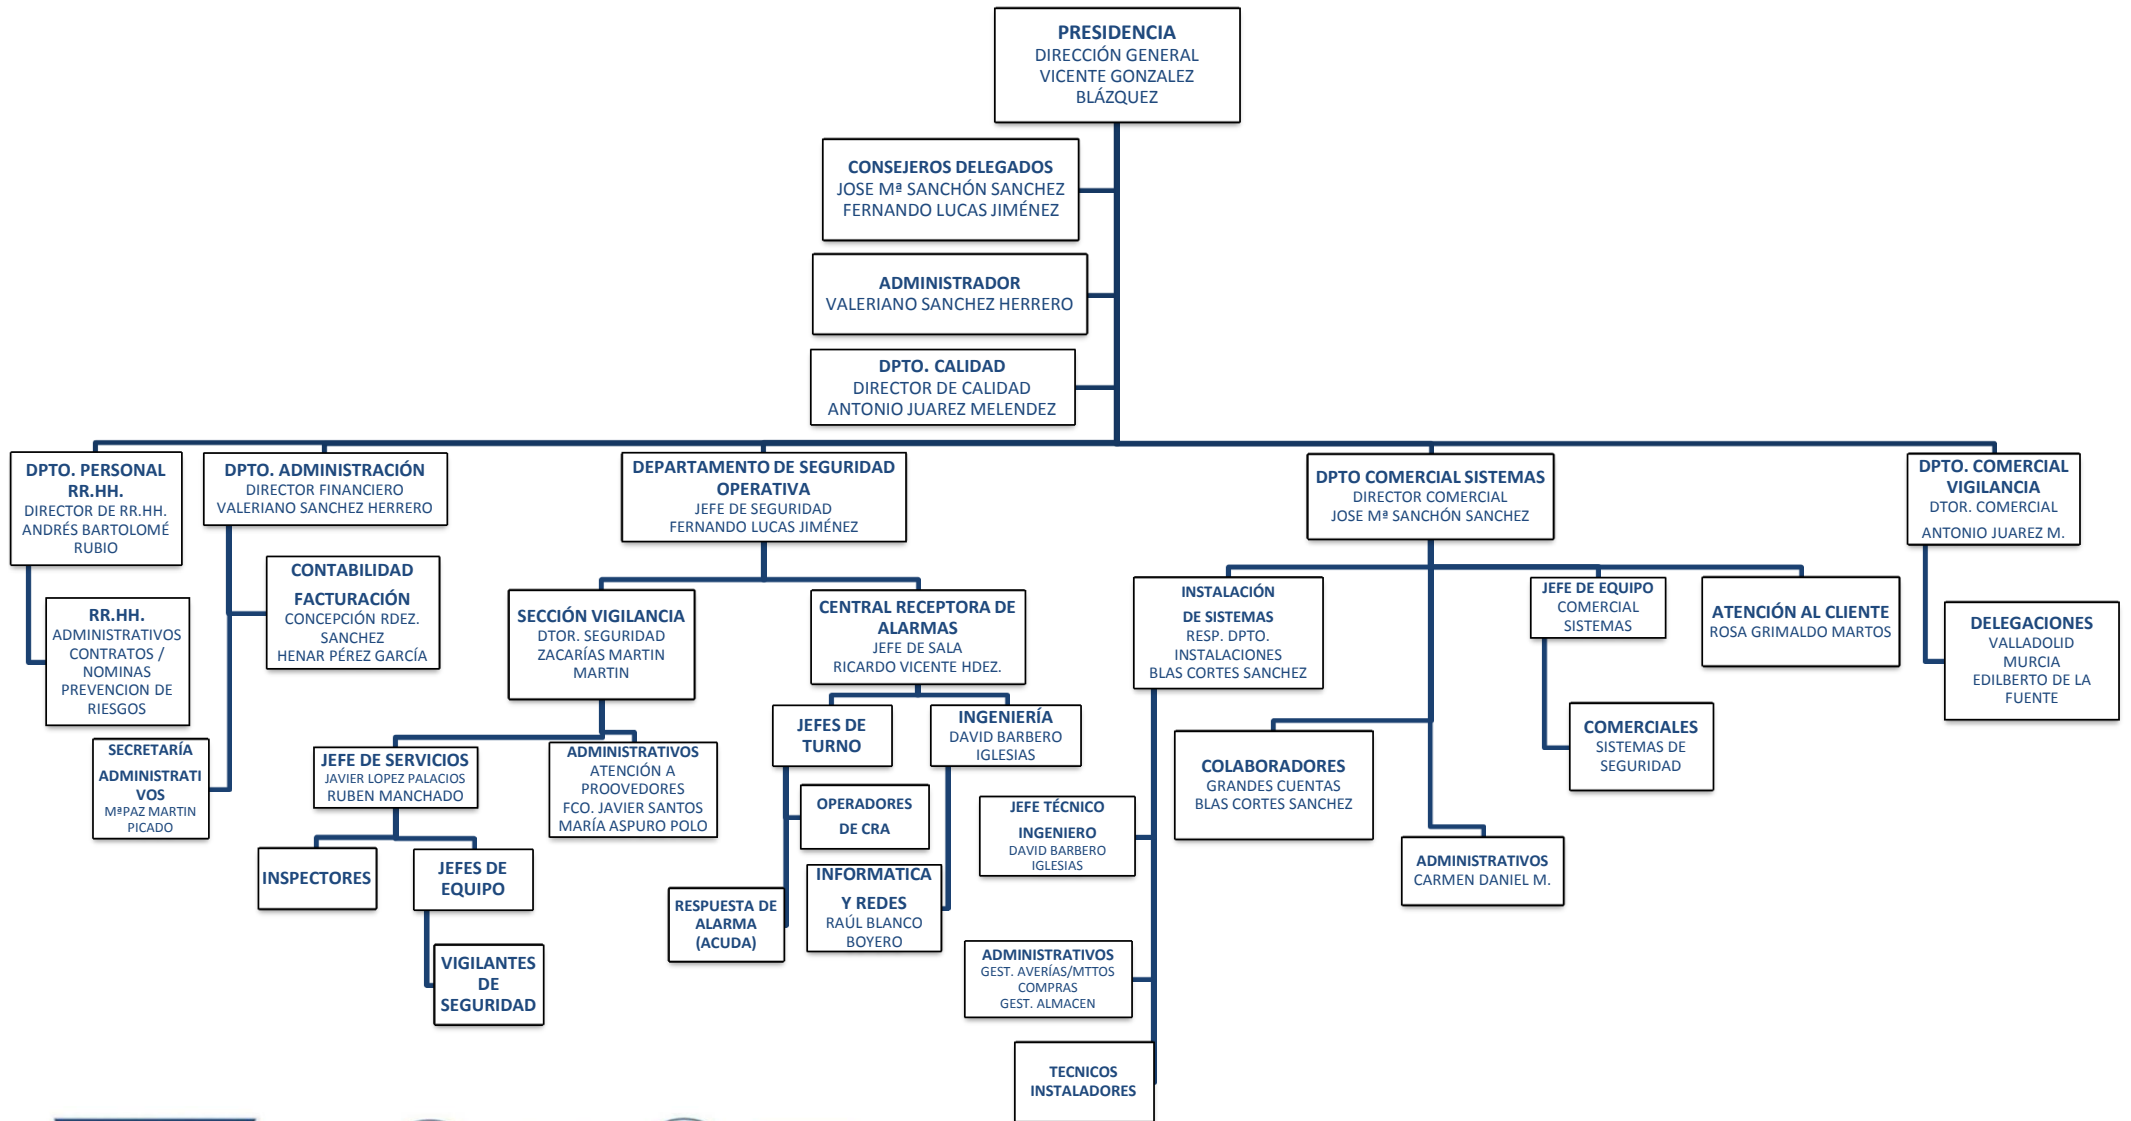 PRESIDENCIA
DIRECCIÓN GENERAL
VICENTE GONZALEZ
BLÁZQUEZ
CONSEJEROS DELEGADOS
JOSE Mª SANCHÓN SANCHEZ
FERNANDO LUCAS JIMÉNEZ
ADMINISTRADOR
VALERIANO SANCHEZ HERRERO
DPTO. CALIDAD
DIRECTOR DE CALIDAD
ANTONIO JUAREZ MELENDEZ
DPTO. PERSONAL
RR.HH.
DIRECTOR DE RR.HH.
ANDRÉS BARTOLOMÉ
RUBIO
DPTO. ADMINISTRACIÓN
DIRECTOR FINANCIERO
VALERIANO SANCHEZ HERRERO
DEPARTAMENTO DE SEGURIDAD
OPERATIVA
JEFE DE SEGURIDAD
FERNANDO LUCAS JIMÉNEZ
DPTO COMERCIAL SISTEMAS
DIRECTOR COMERCIAL
JOSE Mª SANCHÓN SANCHEZ
DPTO. COMERCIAL
VIGILANCIA
DTOR. COMERCIAL
ANTONIO JUAREZ M.
RR.HH.
ADMINISTRATIVOS
CONTRATOS /
NOMINAS
PREVENCION DE
RIESGOS
CONTABILIDAD
FACTURACIÓN
CONCEPCIÓN RDEZ.
SANCHEZ
HENAR PÉREZ GARCÍA
SECRETARÍA
ADMINISTRATI
VOS
MªPAZ MARTIN
PICADO
SECCIÓN VIGILANCIA
DTOR. SEGURIDAD
ZACARÍAS MARTIN
MARTIN
CENTRAL RECEPTORA DE
ALARMAS
JEFE DE SALA
RICARDO VICENTE HDEZ.
JEFE DE SERVICIOS
JAVIER LOPEZ PALACIOS
RUBEN MANCHADO
ADMINISTRATIVOS
ATENCIÓN A
PROOVEDORES
FCO. JAVIER SANTOS
MARÍA ASPURO POLO
INSPECTORES
JEFES DE
EQUIPO
VIGILANTES
DE
SEGURIDAD
JEFES DE
TURNO
INGENIERÍA
DAVID BARBERO
IGLESIAS
OPERADORES
DE CRA
RESPUESTA DE
ALARMA
(ACUDA)
INFORMATICA
Y REDES
RAÚL BLANCO
BOYERO
INSTALACIÓN
DE SISTEMAS
RESP. DPTO.
INSTALACIONES
BLAS CORTES SANCHEZ
JEFE DE EQUIPO
COMERCIAL
SISTEMAS
ATENCIÓN AL CLIENTE
ROSA GRIMALDO MARTOS
DELEGACIONES
VALLADOLID
MURCIA
EDILBERTO DE LA
FUENTE
COLABORADORES
GRANDES CUENTAS
BLAS CORTES SANCHEZ
COMERCIALES
SISTEMAS DE
SEGURIDAD
JEFE TÉCNICO
INGENIERO
DAVID BARBERO
IGLESIAS
ADMINISTRATIVOS
CARMEN DANIEL M.
ADMINISTRATIVOS
GEST. AVERÍAS/MTTOS
COMPRAS
GEST. ALMACEN
TECNICOS
INSTALADORES